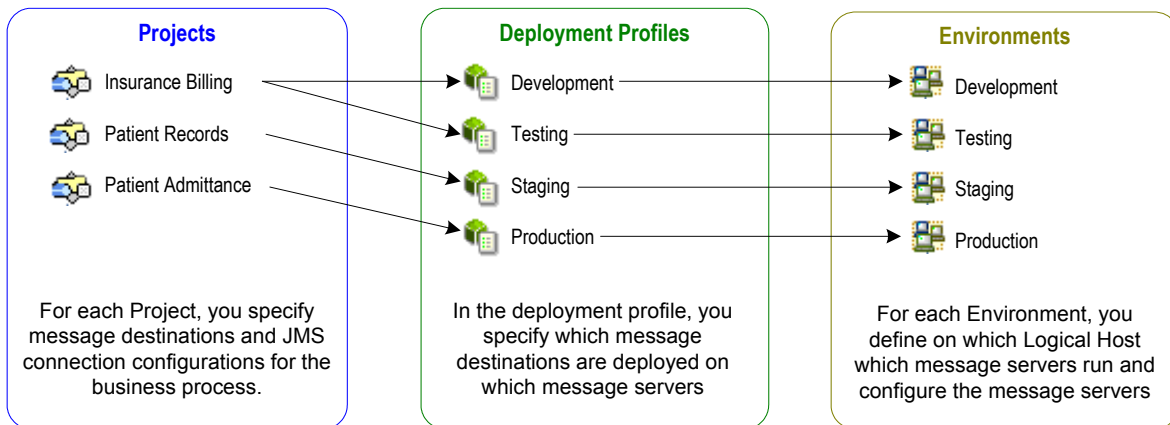 Projects
Insurance Billing
Patient Records
Patient Admittance
For each Project, you specify
message destinations and JMS
connection configurations for the
business process.
Deployment Profiles
Development
Testing
Staging
Production
In the deployment profile, you
specify which message
destinations are deployed on
which message servers
Environments
Development
Testing
Staging
Production
For each Environment, you
define on which Logical Host
which message servers run and
configure the message servers